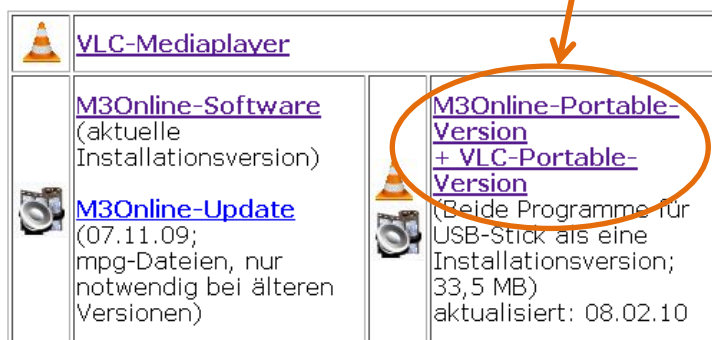 VLC-Mediaplayer
M3Online-Software
(aktuelle
Installationsversion)
M3Online-Update
(07.11.09;
mpg-Dateien, nur
notwendig bei älteren
Versionen)
M3Online-Portable-
Version
+ VLC-Portable-
Version
(Beide Programme für
USB-Stick als eine
Installationsversion;
33,5 MB)
aktualisiert: 08.02.10